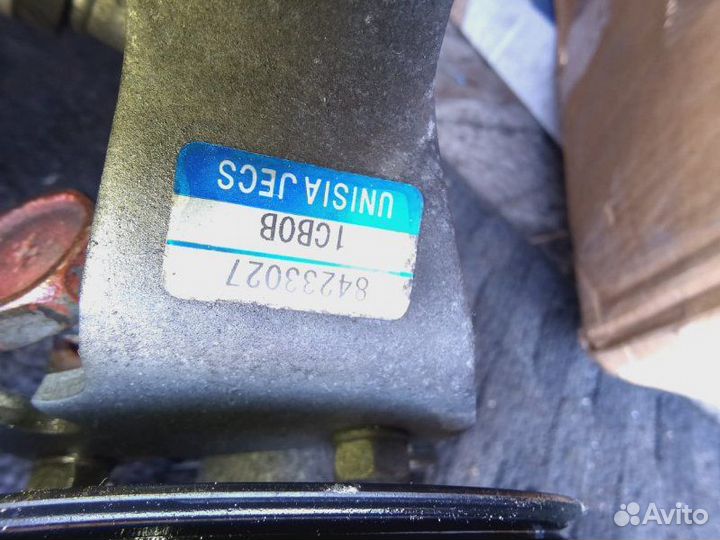 UNISIA JECS
1CB0B
84233027
Avito